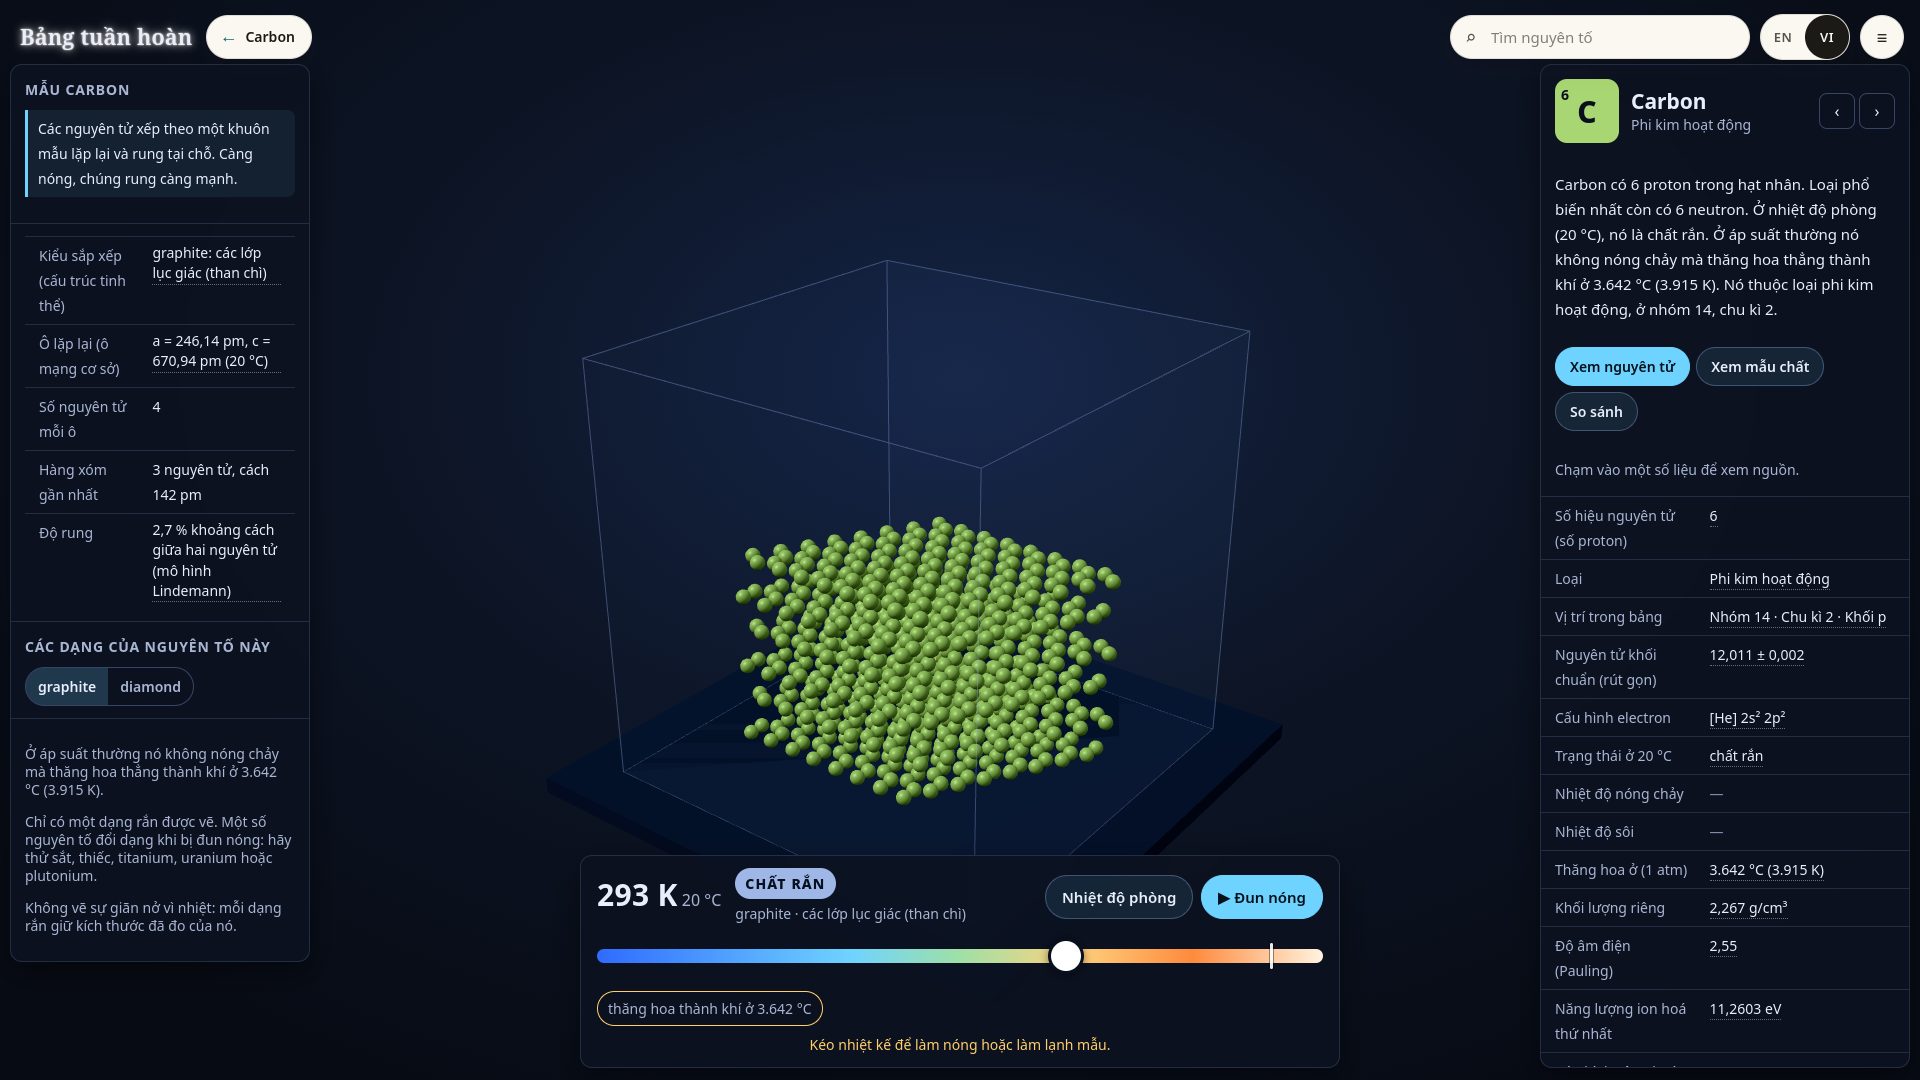 Bảng tuần hoàn
← Carbon
Tìm nguyên tố
EN VI
≡
MẪU CARBON
Các nguyên tử xếp theo một khuôn
mẫu lặp lại và rung tại chỗ. Càng
nóng, chúng rung càng mạnh.
Kiểu sắp xếp
(cấu trúc tinh
thể)
graphite: các lớp
lục giác (than chì)
Ô lặp lại (ô
mạng cơ sở)
a = 246,14 pm, c =
670,94 pm (20 °C)
Số nguyên tử
mỗi ô
4
Hàng xóm
gần nhất
3 nguyên tử, cách
142 pm
Độ rung
2,7 % khoảng cách
giữa hai nguyên tử
(mô hình
Lindemann)
CÁC DẠNG CỦA NGUYÊN TỐ NÀY
graphite diamond
Ở áp suất thường nó không nóng chảy
mà thăng hoa thẳng thành khí ở 3.642
°C (3.915 K).
Chỉ có một dạng rắn được vẽ. Một số
nguyên tố đổi dạng khi bị đun nóng: hãy
thử sắt, thiếc, titanium, uranium hoặc
plutonium.
Không vẽ sự giãn nở vì nhiệt: mỗi dạng
rắn giữ kích thước đã đo của nó.
293 K 20 °C
CHẤT RẮN
graphite · các lớp lục giác (than chì)
Nhiệt độ phòng
▶ Đun nóng
thăng hoa thành khí ở 3.642 °C
Kéo nhiệt kế để làm nóng hoặc làm lạnh mẫu.
6
C
Carbon
Phi kim hoạt động
‹ ›
Carbon có 6 proton trong hạt nhân. Loại phổ
biến nhất còn có 6 neutron. Ở nhiệt độ phòng
(20 °C), nó là chất rắn. Ở áp suất thường nó
không nóng chảy mà thăng hoa thẳng thành
khí ở 3.642 °C (3.915 K). Nó thuộc loại phi kim
hoạt động, ở nhóm 14, chu kì 2.
Xem nguyên tử
Xem mẫu chất
So sánh
Chạm vào một số liệu để xem nguồn.
Số hiệu nguyên tử
(số proton)
6
Loại
Phi kim hoạt động
Vị trí trong bảng
Nhóm 14 · Chu kì 2 · Khối p
Nguyên tử khối
chuẩn (rút gọn)
12,011 ± 0,002
Cấu hình electron
[He] 2s² 2p²
Trạng thái ở 20 °C
chất rắn
Nhiệt độ nóng chảy
—
Nhiệt độ sôi
—
Thăng hoa ở (1 atm)
3.642 °C (3.915 K)
Khối lượng riêng
2,267 g/cm³
Độ âm điện
(Pauling)
2,55
Năng lượng ion hoá
thứ nhất
11,2603 eV